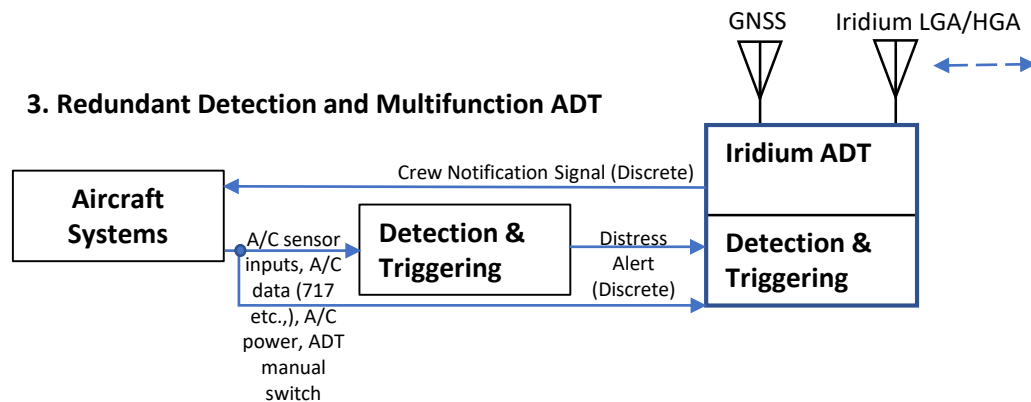 GNSS
Iridium LGA/HGA
3. Redundant Detection and Multifunction ADT
Iridium ADT
Crew Notification Signal (Discrete)
Aircraft
Systems
A/C sensor
inputs, A/C
data (717
etc.,), A/C
power, ADT
manual
switch
Detection &
Triggering
Distress
Alert
(Discrete)
Detection &
Triggering